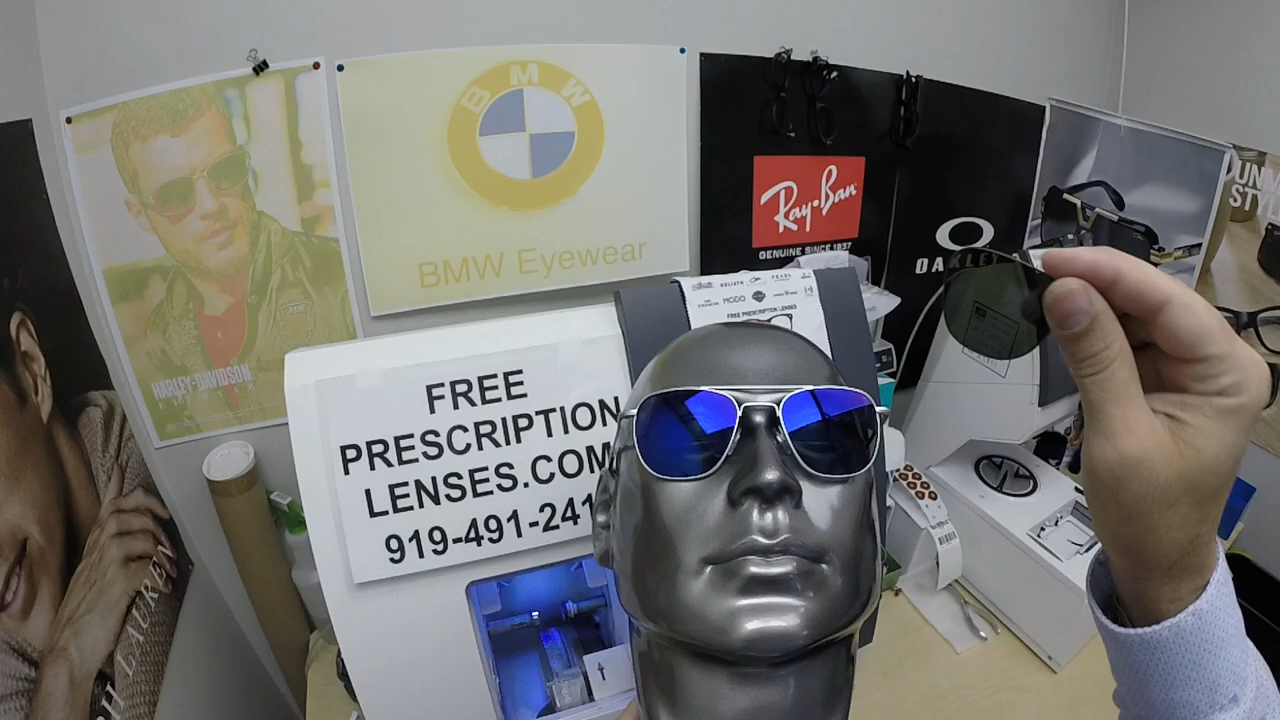 BMW
BMW Eyewear
HARLEY-DAVIDSON
Ray-Ban
GENUINE SINCE 1937
OAKLEY
PRADA
MODO
FREE PRESCRIPTION LENSES
FREE
PRESCRIPTION
LENSES.COM
919-491-241
LAUREN